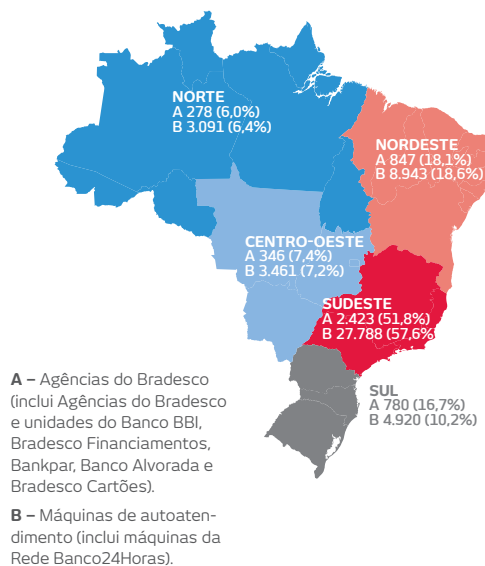 NORTE
A 278 (6,0%)
B 3.091 (6,4%)
NORDESTE
A 847 (18,1%)
B 8.943 (18,6%)
CENTRO-OESTE
A 346 (7,4%)
B 3.461 (7,2%)
SUDESTE
A 2.423 (51,8%)
B 27.788 (57,6%)
SUL
A 780 (16,7%)
B 4.920 (10,2%)
A – Agências do Bradesco
(inclui Agências do Bradesco
e unidades do Banco BBI,
Bradesco Financiamentos,
Bankpar, Banco Alvorada e
Bradesco Cartões).
B – Máquinas de autoaten-
dimento (inclui máquinas da
Rede Banco24Horas).